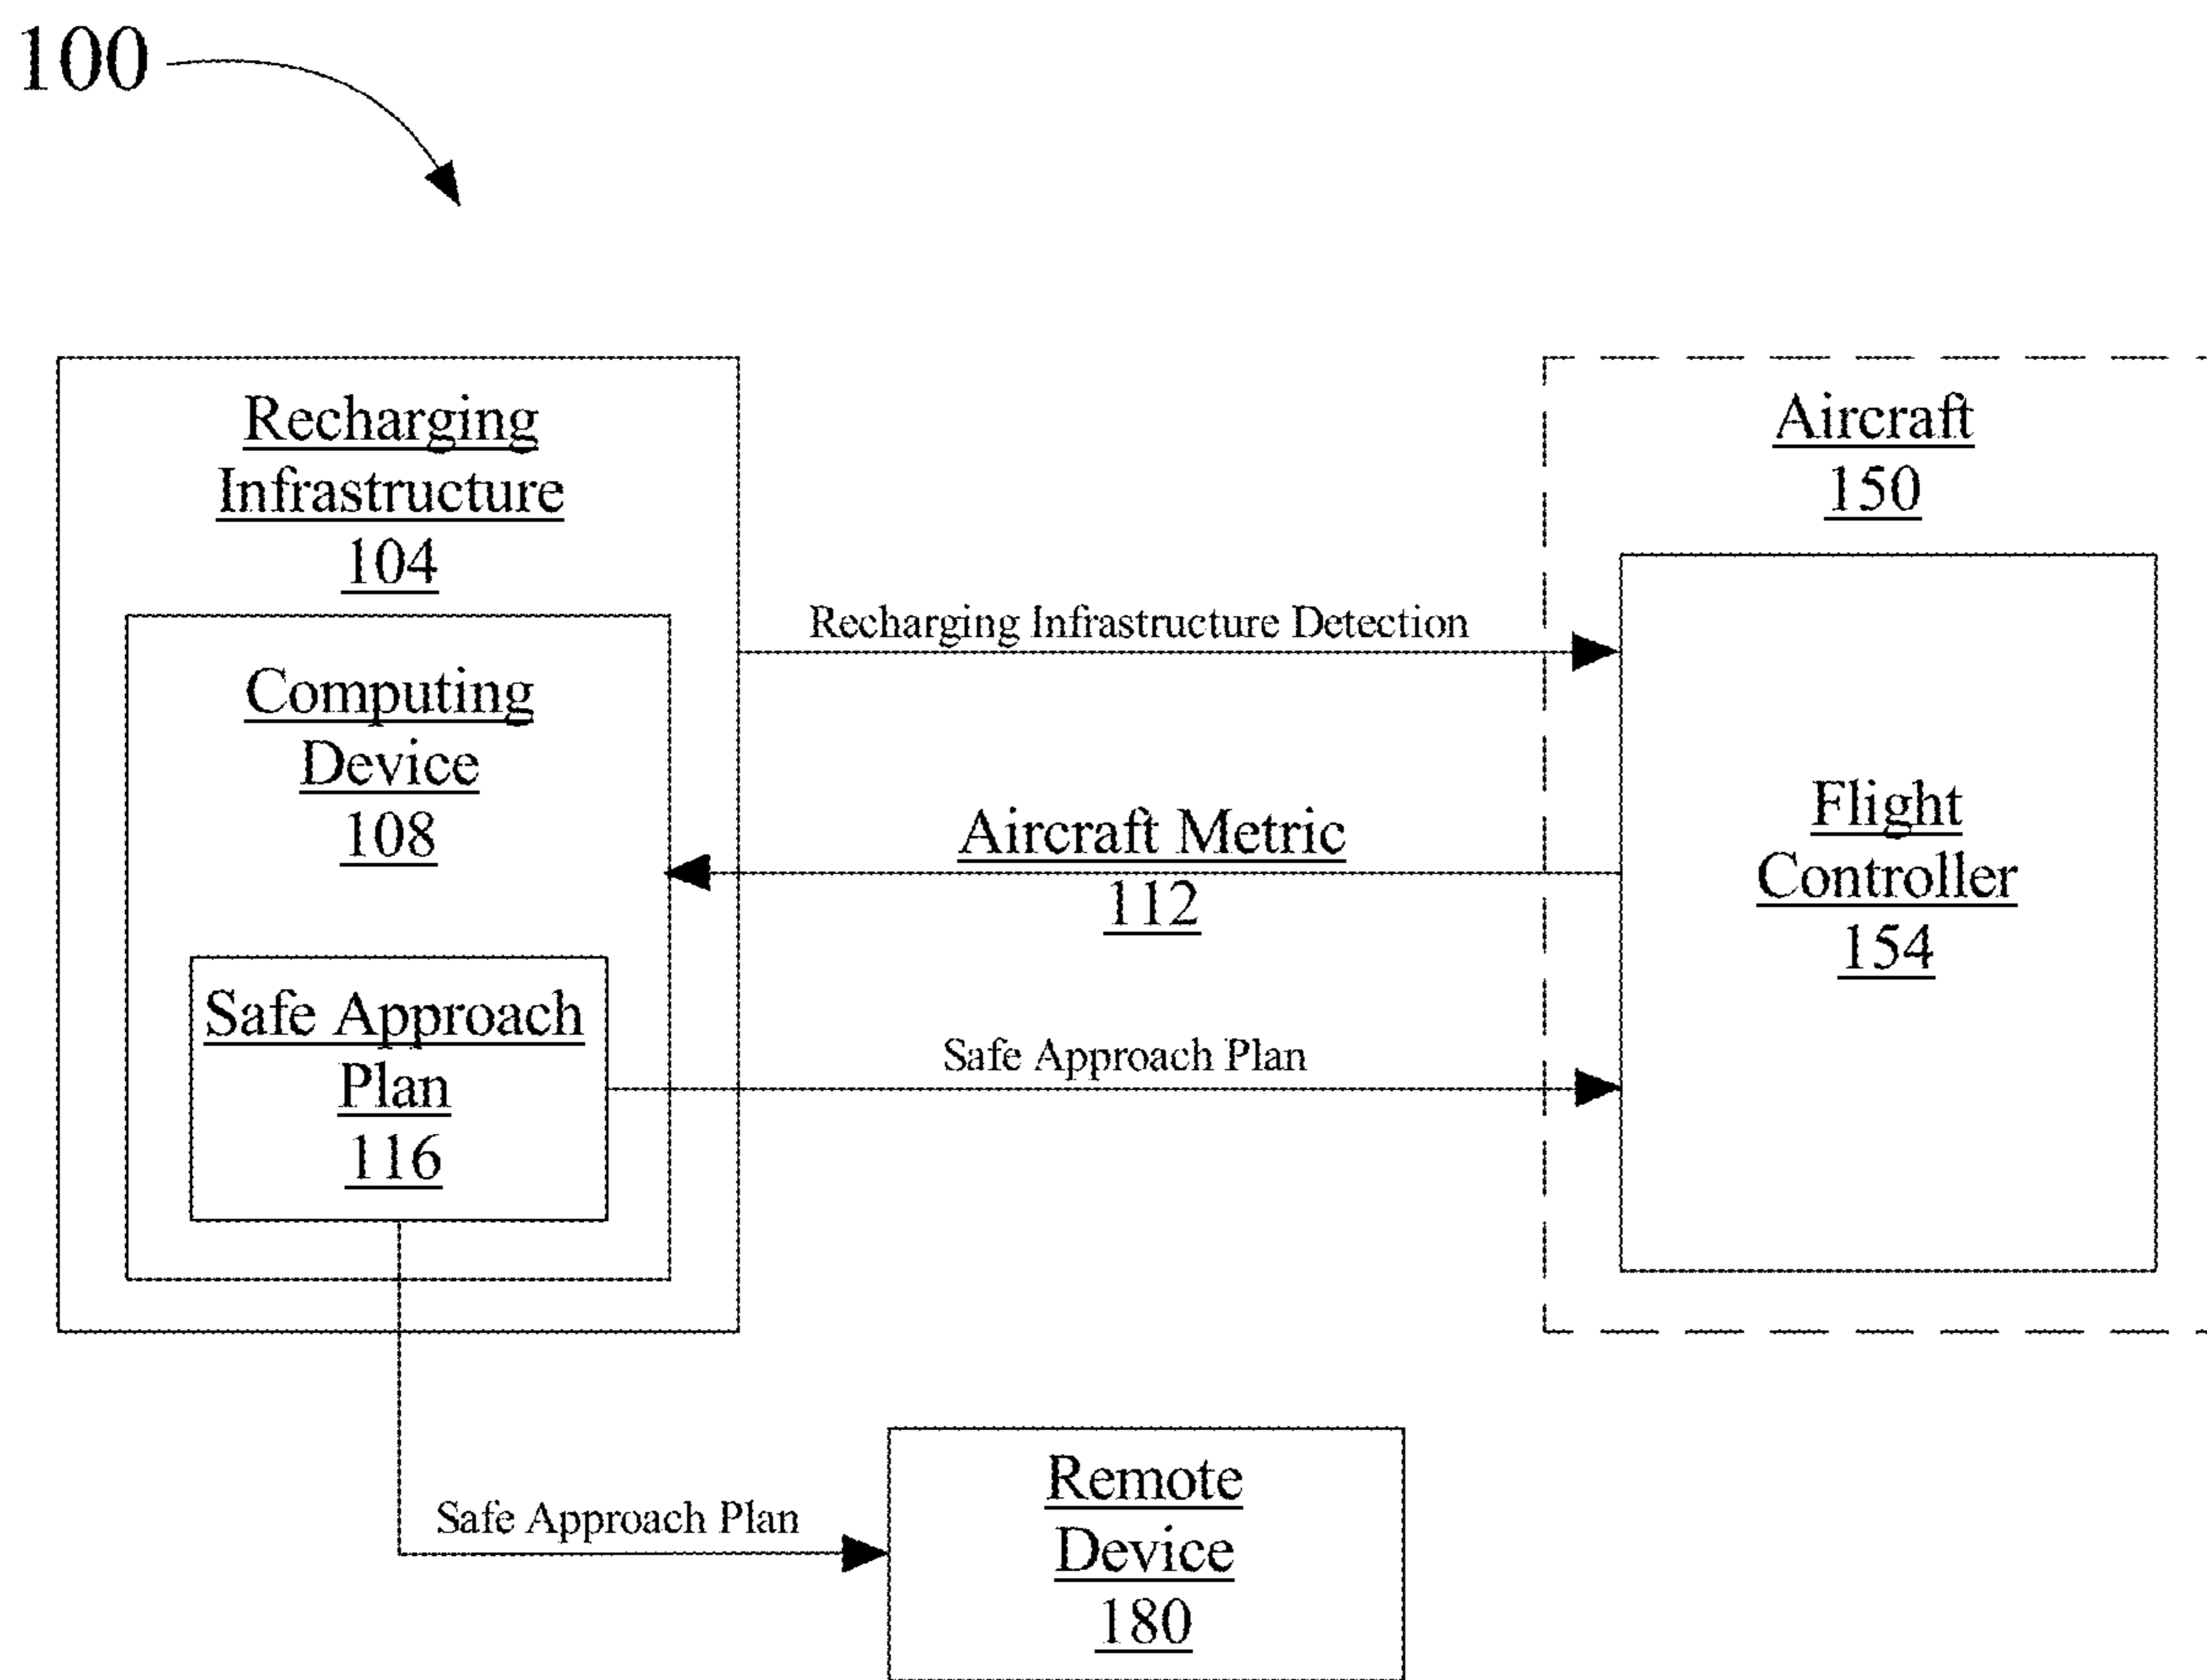 100
Recharging
Infrastructure
104
Computing
Device
108
Safe Approach
Plan
116
Recharging Infrastructure Detection
Aircraft Metric
112
Safe Approach Plan
Aircraft
150
Flight
Controller
154
Safe Approach Plan
Remote
Device
180